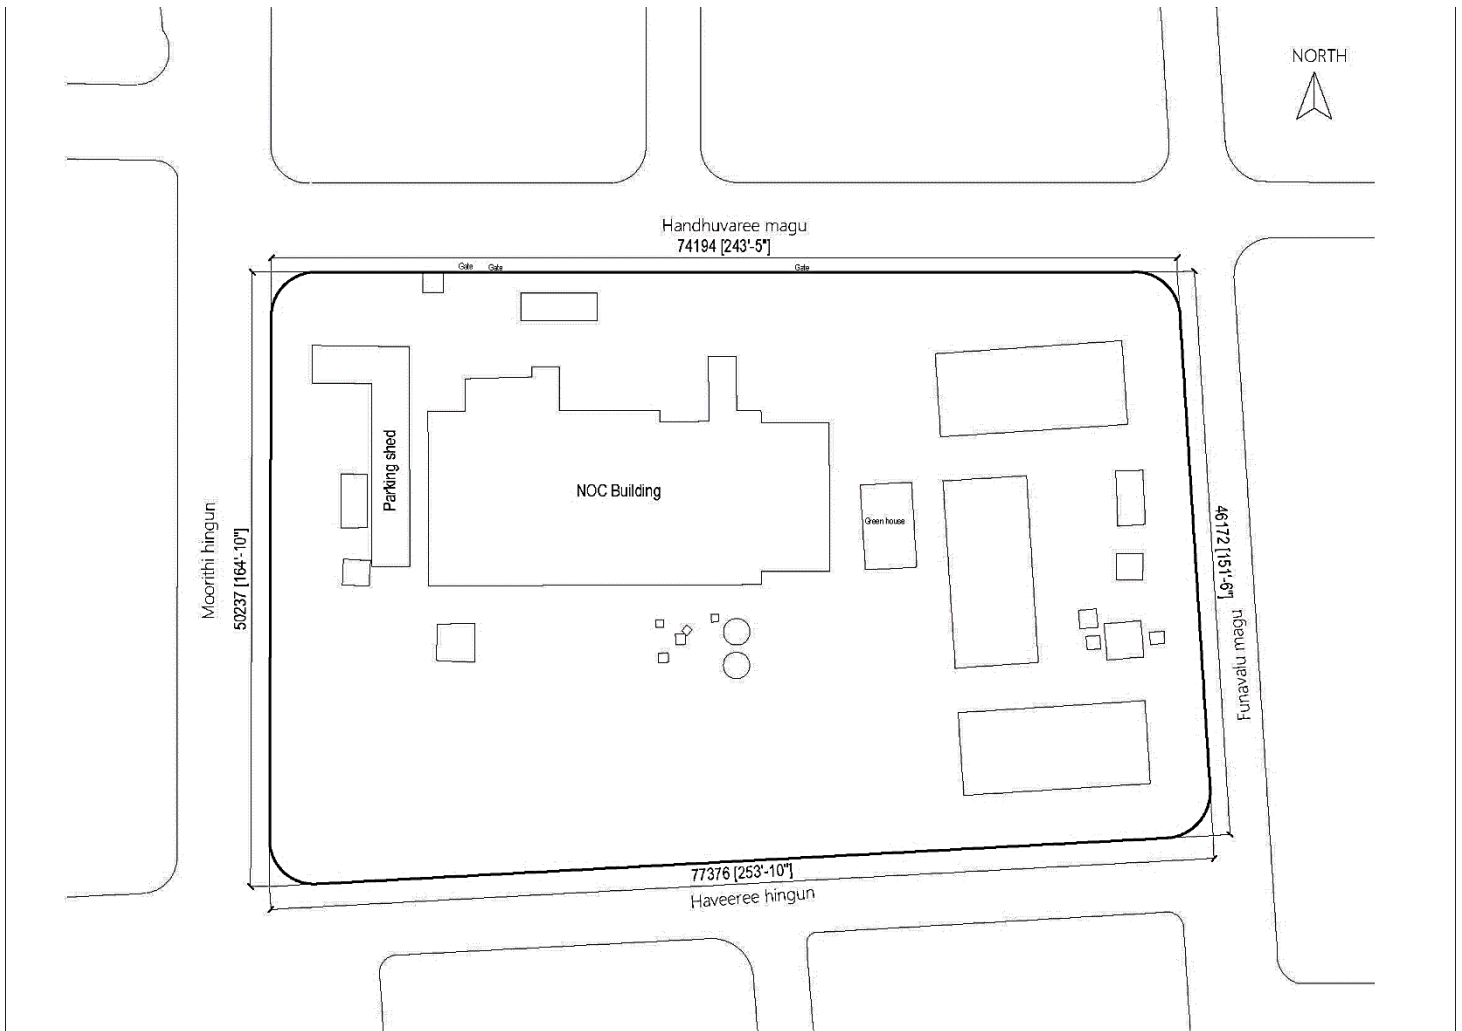 NORTH
Handhuvaree magu
74194 [243'-5"]
Gate
Gate
Gate
Parking shed
NOC Building
Green house
Moorithi hingun
50237 [164'-10"]
46172 [151'-6"]
Funavalu magu
77376 [253'-10"]
Haveeree hingun